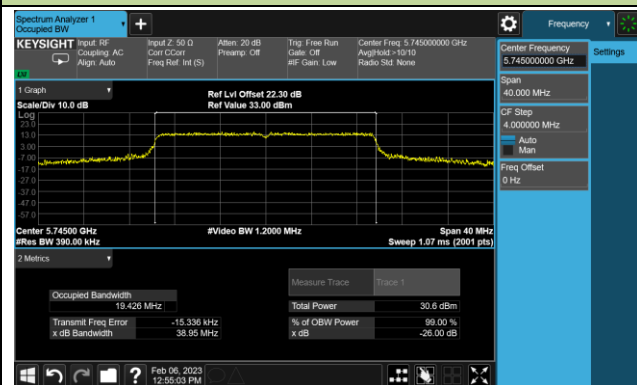 Spectrum Analyzer 1
Occupied BW
Frequency
KEYSIGHT
Input: RF
Coupling: AC
Align: Auto
Input Z: 50 Ω
Corr CCorr
Freq Ref: Int (S)
Atten: 20 dB
Preamp: Off
Trig: Free Run
Gate: Off
#IF Gain: Low
Center Freq: 5.745000000 GHz
Avg|Hold:>10/10
Radio Std: None
Center Frequency
5.745000000 GHz
Settings
Span
40.000 MHz
CF Step
4.000000 MHz
Auto
Man
Freq Offset
0 Hz
1 Graph
Scale/Div 10.0 dB
Ref Lvl Offset 22.30 dB
Ref Value 33.00 dBm
Log
23.0
13.0
3.00
-7.00
-17.0
-27.0
-37.0
-47.0
-57.0
Center 5.74500 GHz
#Res BW 390.00 kHz
#Video BW 1.2000 MHz
Span 40 MHz
Sweep 1.07 ms (2001 pts)
2 Metrics
Measure Trace
Trace 1
Occupied Bandwidth
19.426 MHz
Total Power
30.6 dBm
Transmit Freq Error
-15.336 kHz
% of OBW Power
99.00 %
x dB Bandwidth
38.95 MHz
x dB
-26.00 dB
?
Feb 06, 2023
12:55:03 PM